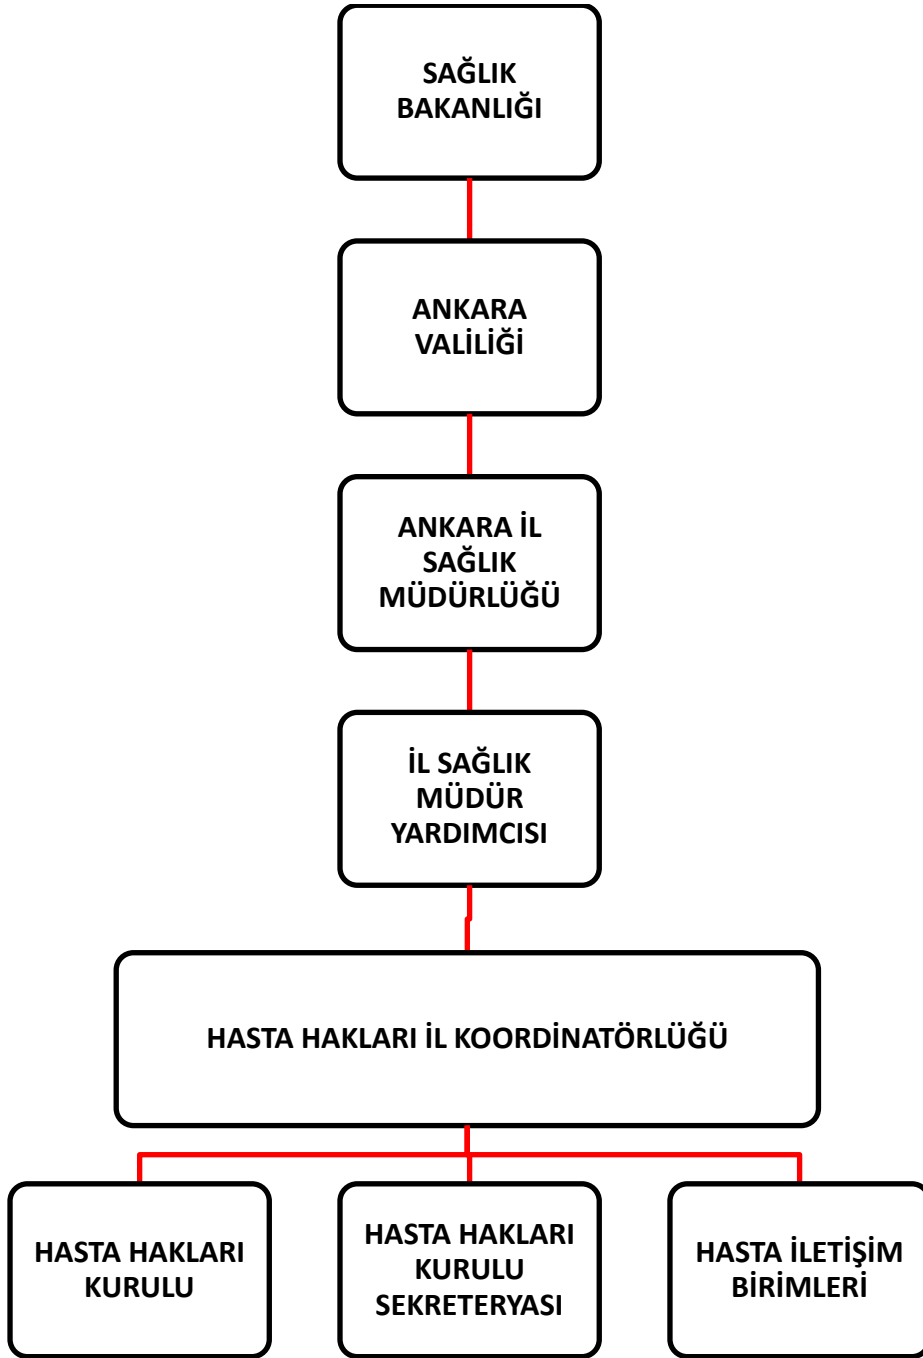 SAĞLIK
BAKANLIĞI
ANKARA
VALİLİĞİ
ANKARA İL
SAĞLIK
MÜDÜRLÜĞÜ
İL SAĞLIK
MÜDÜR
YARDIMCISI
HASTA HAKLARI İL KOORDİNATÖRLÜĞÜ
HASTA HAKLARI
KURULU
HASTA HAKLARI
KURULU
SEKRETERYASI
HASTA İLETİŞİM
BİRİMLERİ